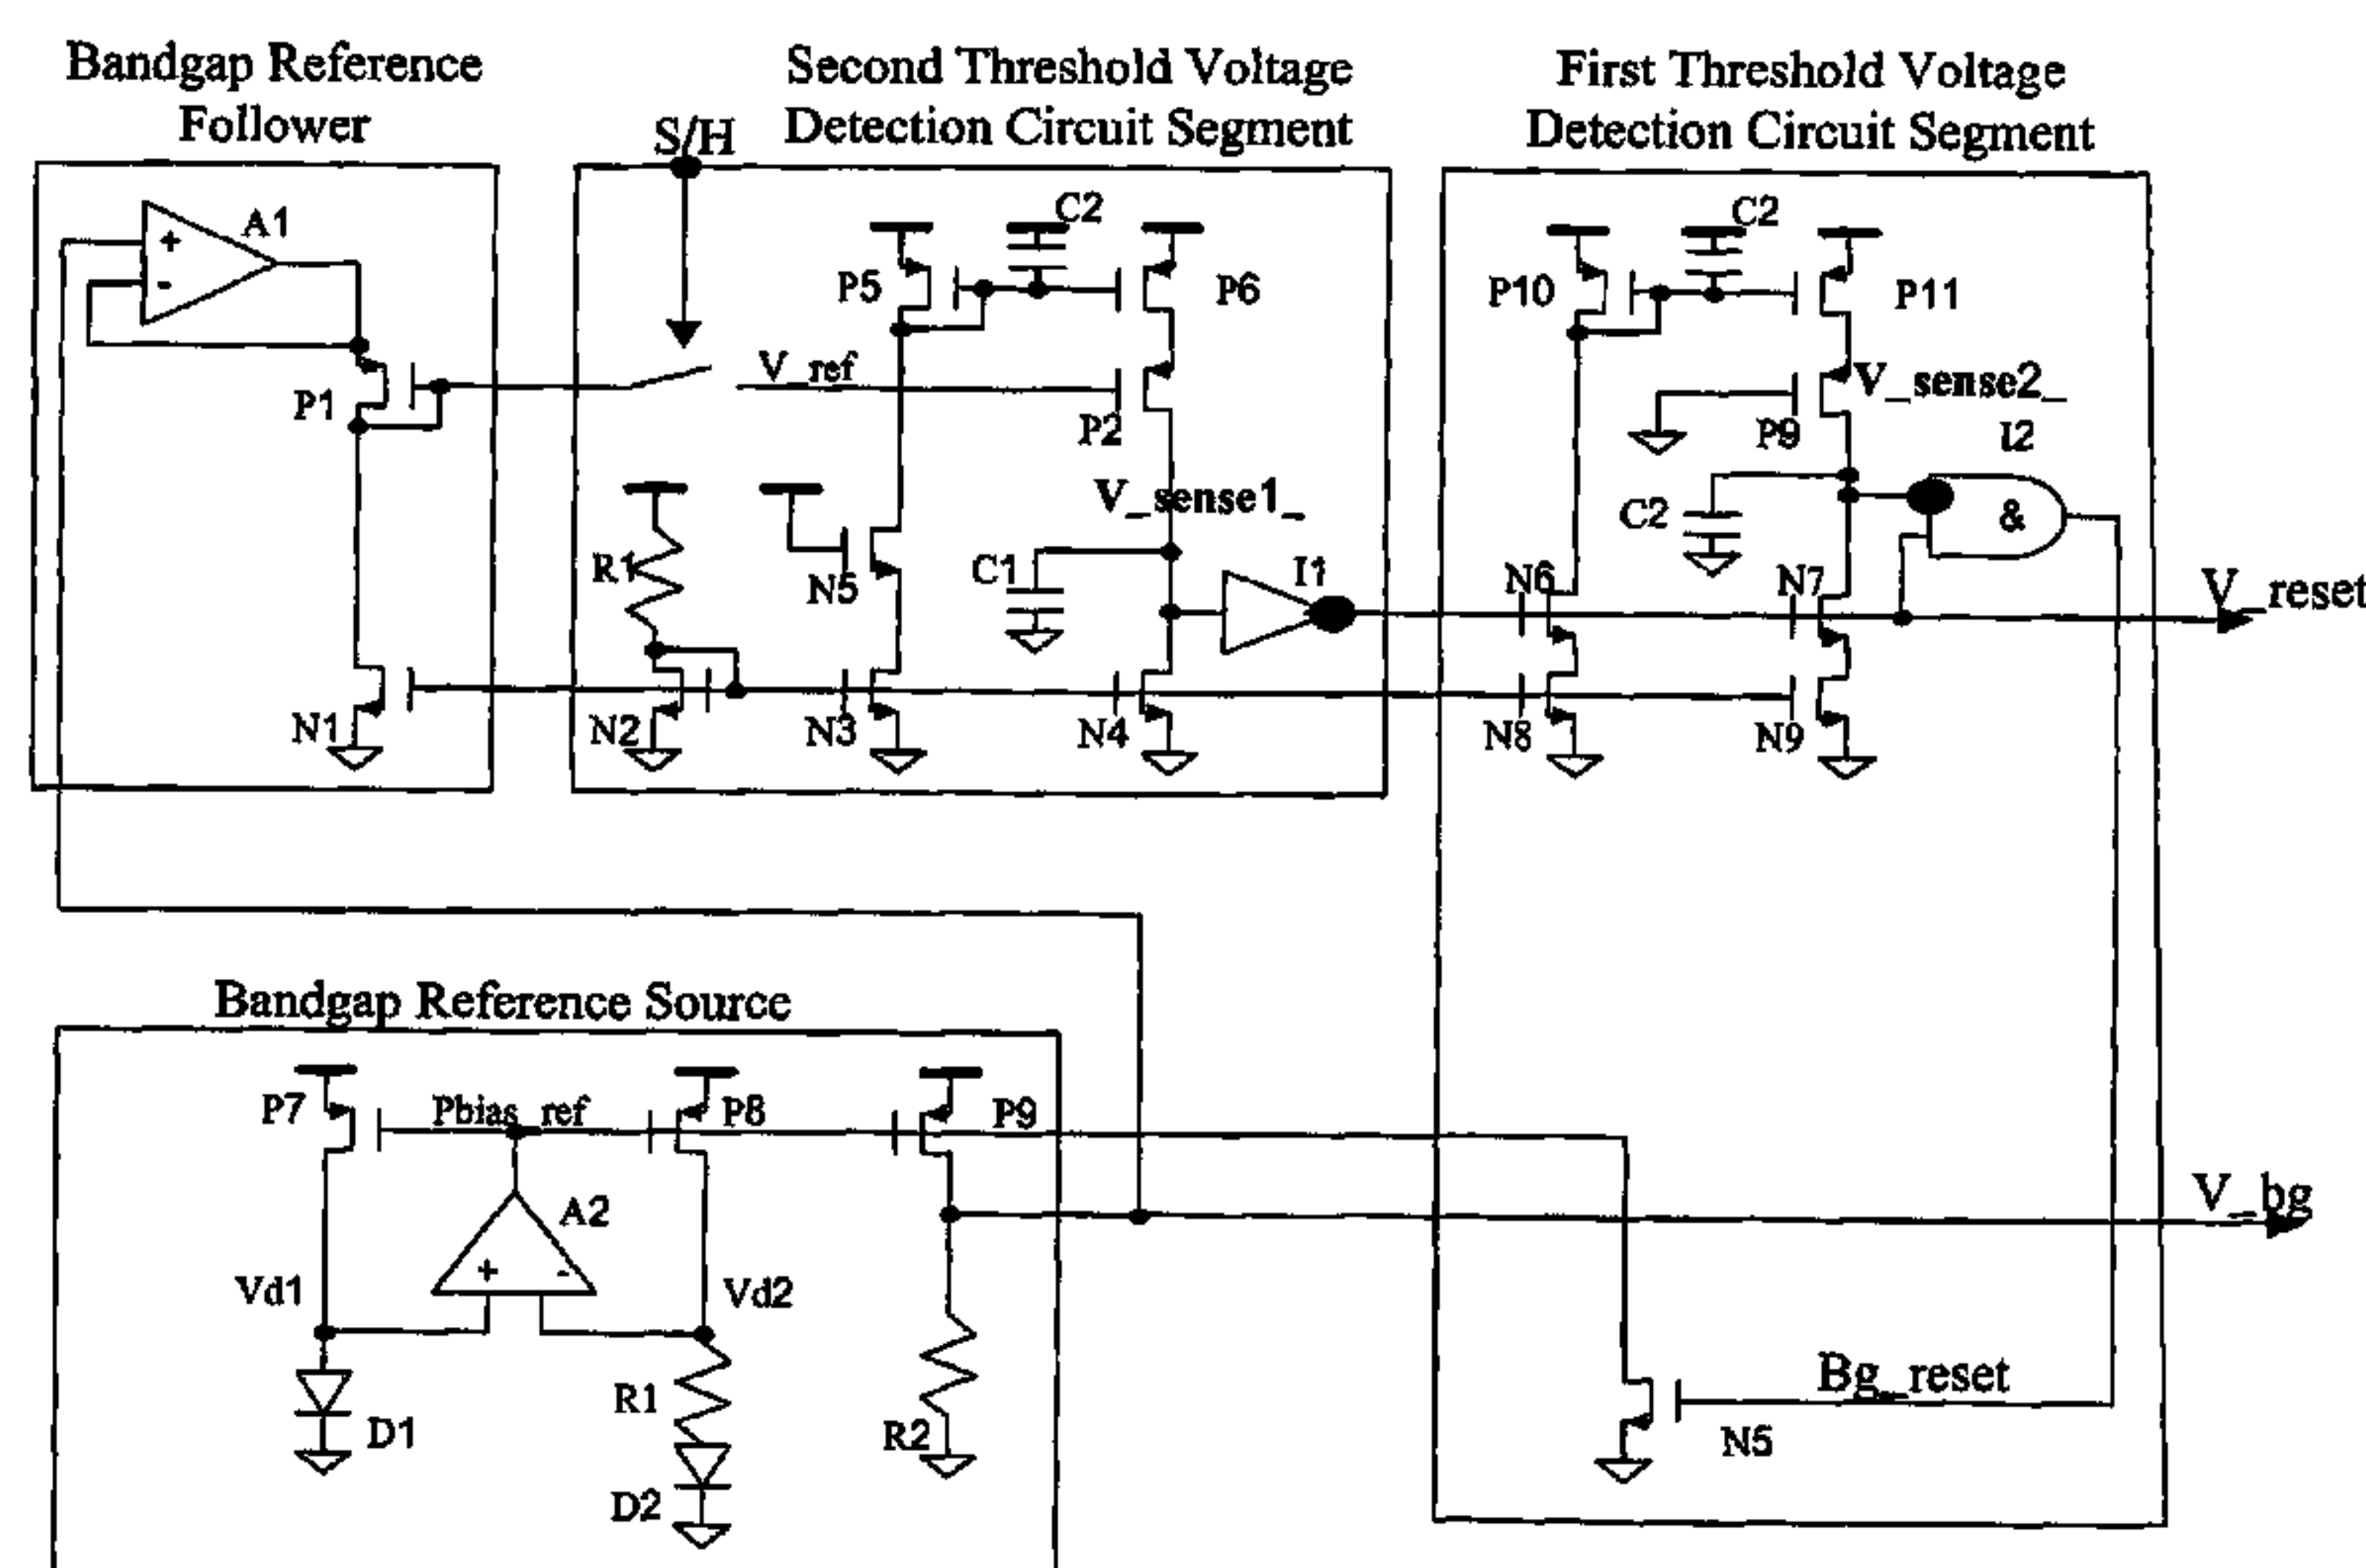 Bandgap Reference
Follower
Second Threshold Voltage
Detection Circuit Segment
First Threshold Voltage
Detection Circuit Segment
S/H
A1
+
-
P1
N1
V_ref
P5
C2
P6
P2
V_sense1_
R1
N5
C1
I1
N2
N3
N4
P10
C2
P11
V_sense2_
P9
I2
C2
&
N6
N7
N8
N9
V_reset
Bandgap Reference Source
P7
Pbias_ref
P8
P9
A2
+
-
Vd1
Vd2
D1
R1
D2
R2
V_bg
Bg_reset
N5